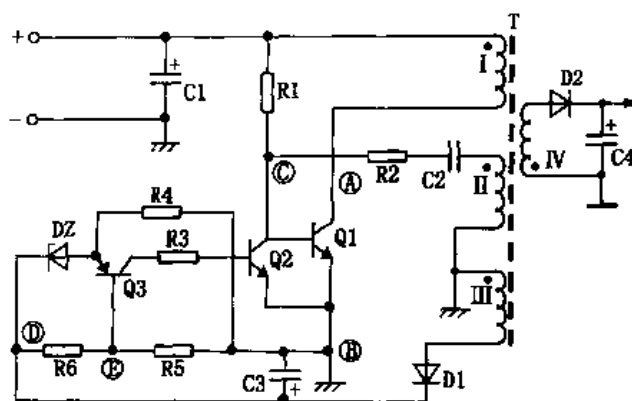 +
T
I
D2
+
C1
R1
−
+
C4
IV
Ⓒ
Ⓐ
R2
C2
II
R4
DZ
R3
Q1
Q2
Q3
III
Ⓓ
Ⓑ
R6
Ⓔ
R5
C3
+
D1